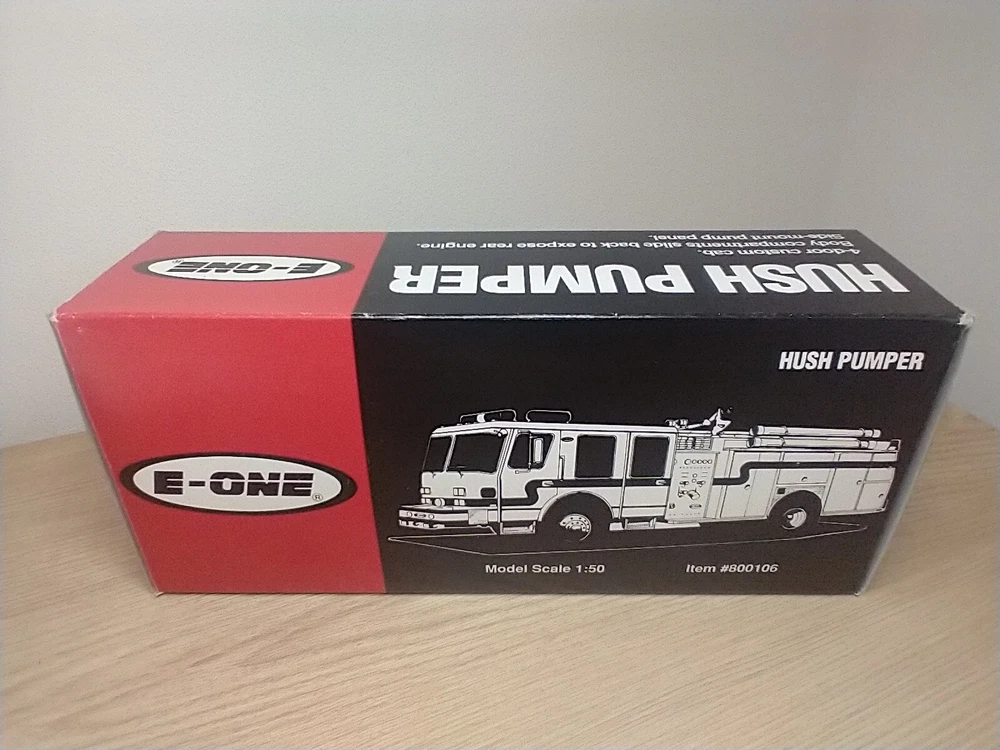 E-ONE®
HUSH PUMPER
4-door custom cab.
Body compartments slide back to expose rear engine.
Side-mount pump panel.
HUSH PUMPER
E-ONE®
Model Scale 1:50
Item #800106